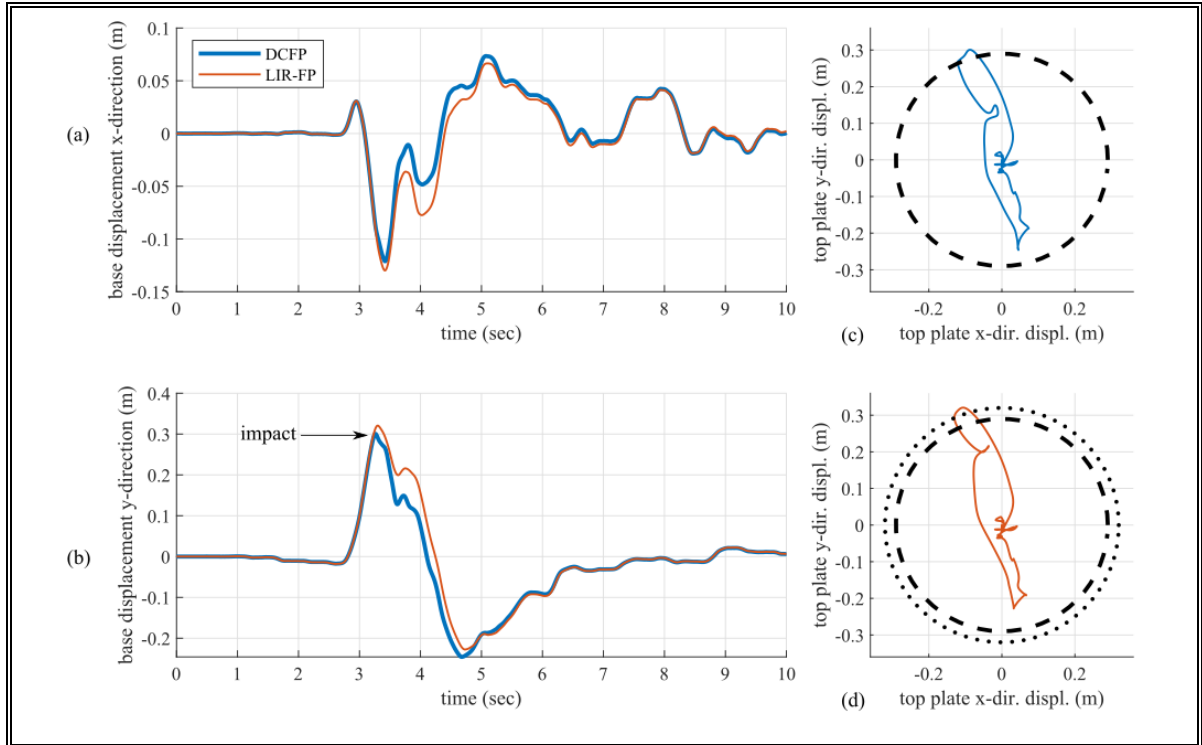 DCFP
LIR-FP
base displacement x-direction (m)
0.1
0.05
0
-0.05
-0.1
-0.15
0 1 2 3 4 5 6 7 8 9 10
time (sec)
(a)
top plate y-dir. displ. (m)
0.3
0.2
0.1
0
-0.1
-0.2
-0.3
-0.2 0 0.2
(c)
top plate x-dir. displ. (m)
base displacement y-direction (m)
0.4
0.3
0.2
0.1
0
-0.1
-0.2
impact
0 1 2 3 4 5 6 7 8 9 10
time (sec)
(b)
top plate y-dir. displ. (m)
0.3
0.2
0.1
0
-0.1
-0.2
-0.3
-0.2 0 0.2
(d)
top plate x-dir. displ. (m)